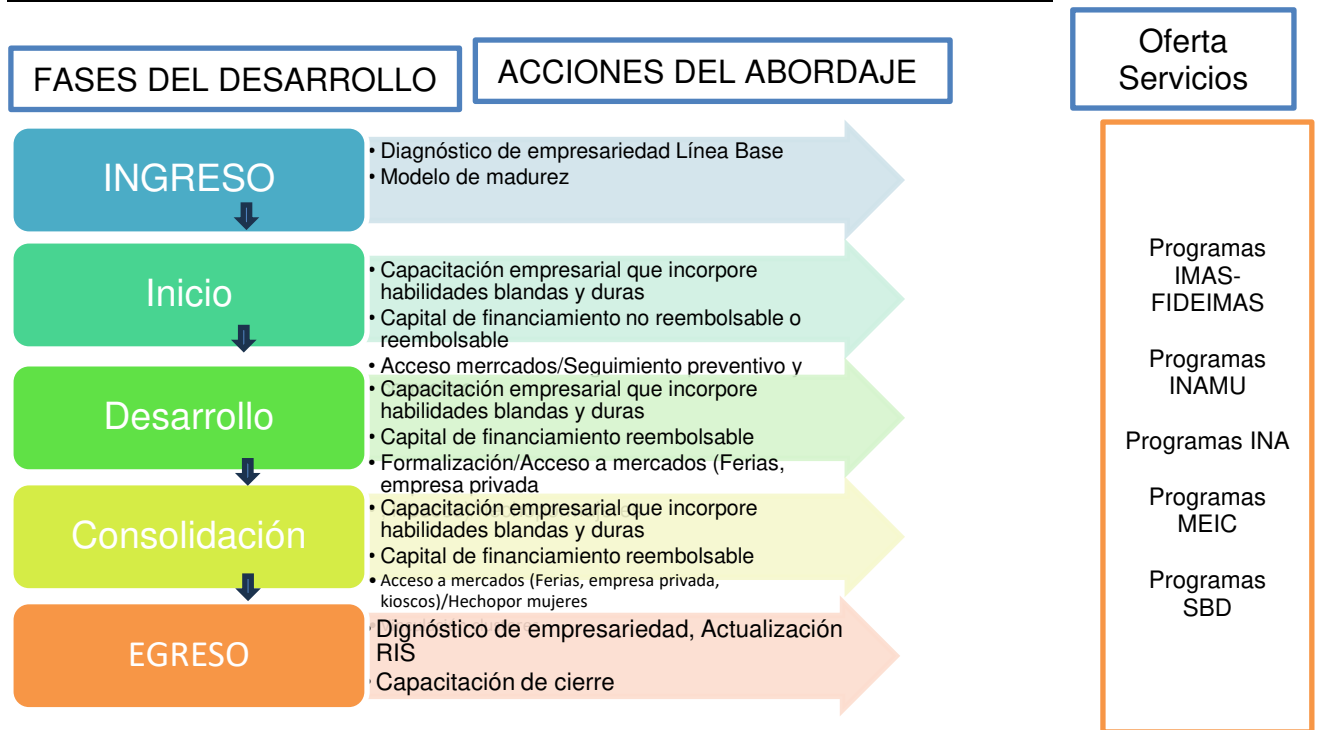 FASES DEL DESARROLLO
ACCIONES DEL ABORDAJE
Oferta
Servicios
INGRESO
• Diagnóstico de empresariedad Línea Base
• Modelo de madurez
Inicio
• Capacitación empresarial que incorpore
habilidades blandas y duras
• Capital de financiamiento no reembolsable o
reembolsable
• Acceso merrcados/Seguimiento preventivo y
Desarrollo
• Capacitación empresarial que incorpore
habilidades blandas y duras
• Capital de financiamiento reembolsable
• Formalización/Acceso a mercados (Ferias,
empresa privada
Consolidación
• Capacitación empresarial que incorpore
habilidades blandas y duras
• Capital de financiamiento reembolsable
• Acceso a mercados (Ferias, empresa privada,
kioscos)/Hechopor mujeres
EGRESO
• Dignóstico de empresariedad, Actualización
RIS
• Capacitación de cierre
Programas
IMAS-
FIDEIMAS
Programas
INAMU
Programas INA
Programas
MEIC
Programas
SBD